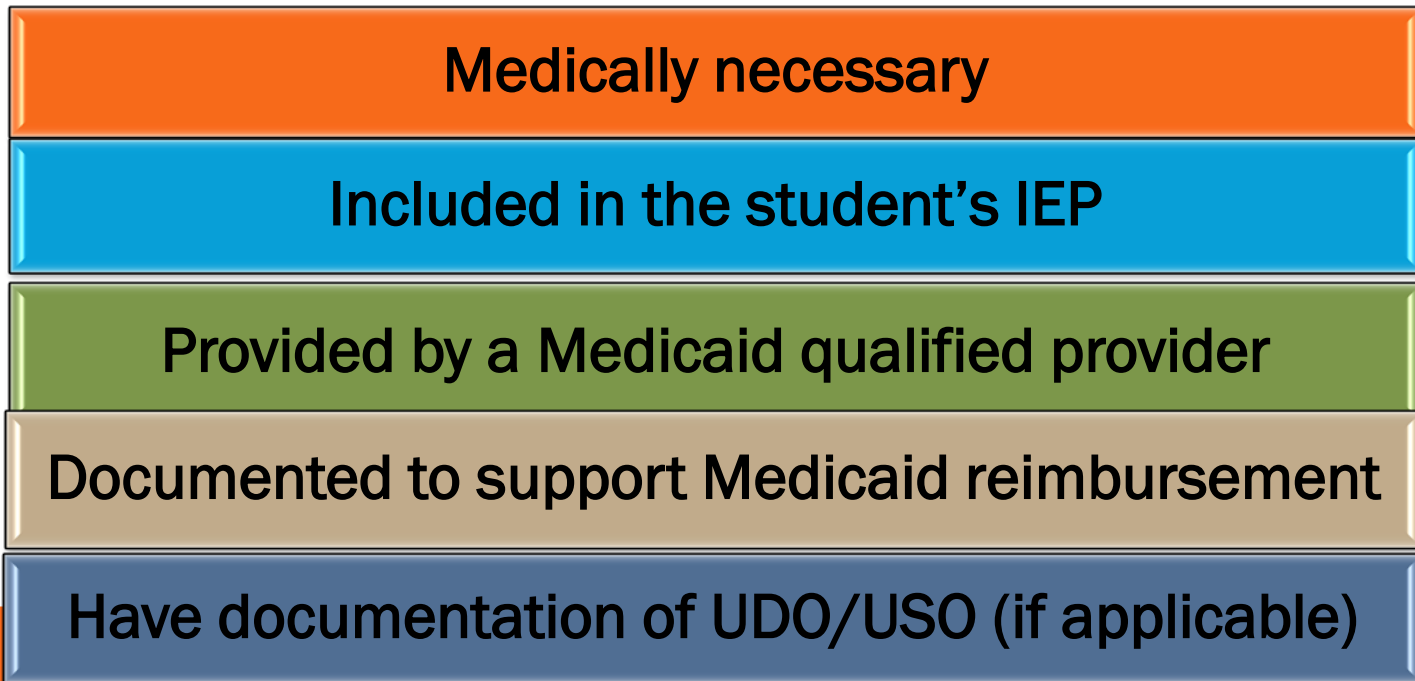 Medically necessary
Included in the student’s IEP
Provided by a Medicaid qualified provider
Documented to support Medicaid reimbursement
Have documentation of UDO/USO (if applicable)